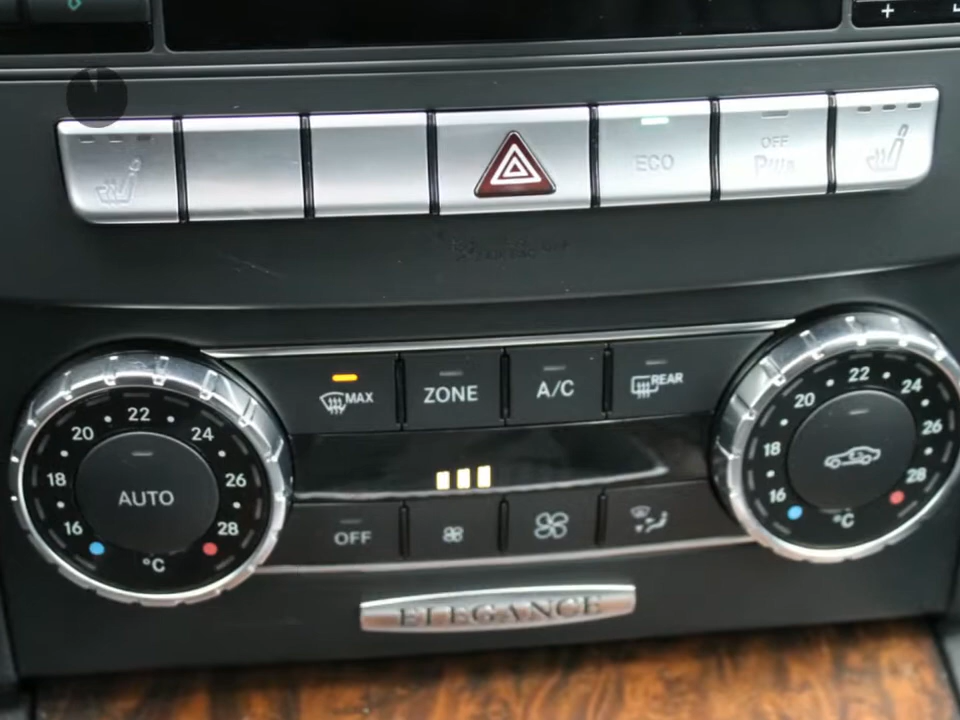 +
ECO
OFF
MAX
ZONE
A/C
REAR
22
20
24
18
26
16
28
°C
AUTO
22
20
24
18
26
16
28
°C
OFF
ELEGANCE